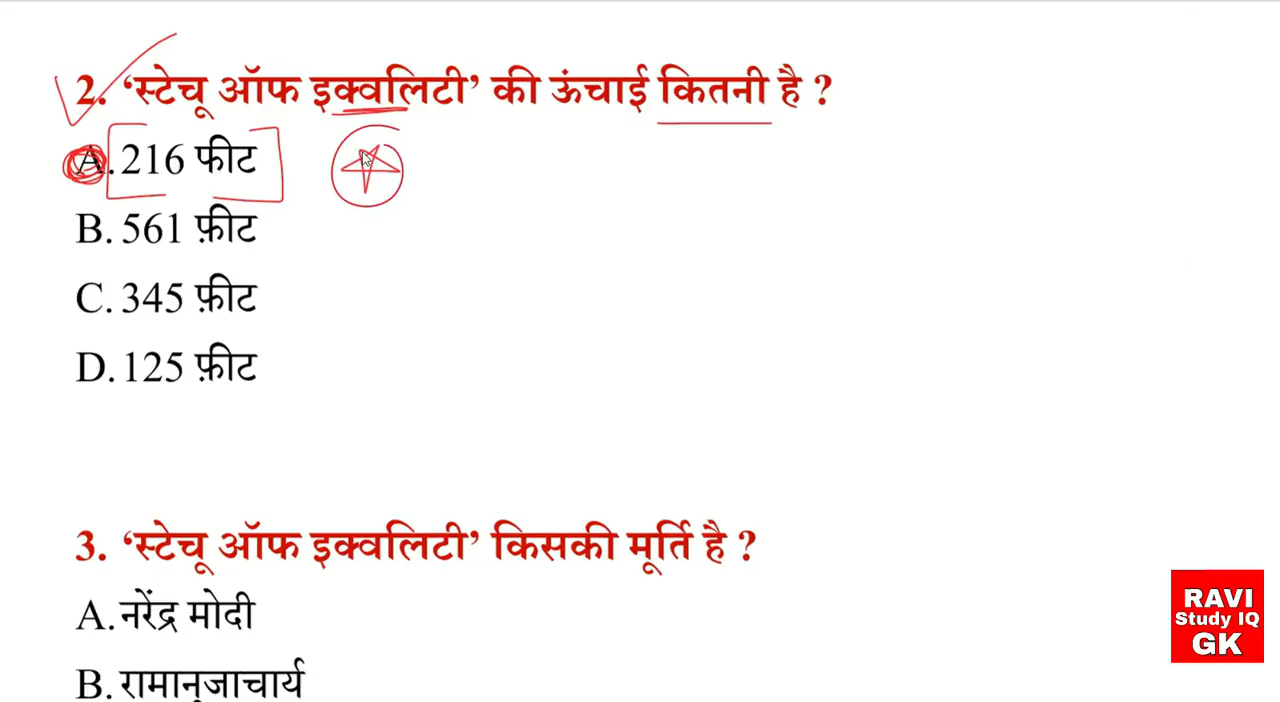 2. ‘स्टेचू ऑफ इक्वलिटी’ की ऊंचाई कितनी है ?
A. 216 फीट
B. 561 फ़ीट
C. 345 फ़ीट
D. 125 फ़ीट
3. ‘स्टेचू ऑफ इक्वलिटी’ किसकी मूर्ति है ?
A. नरेंद्र मोदी
B. रामानुजाचार्य
RAVI
Study IQ
GK